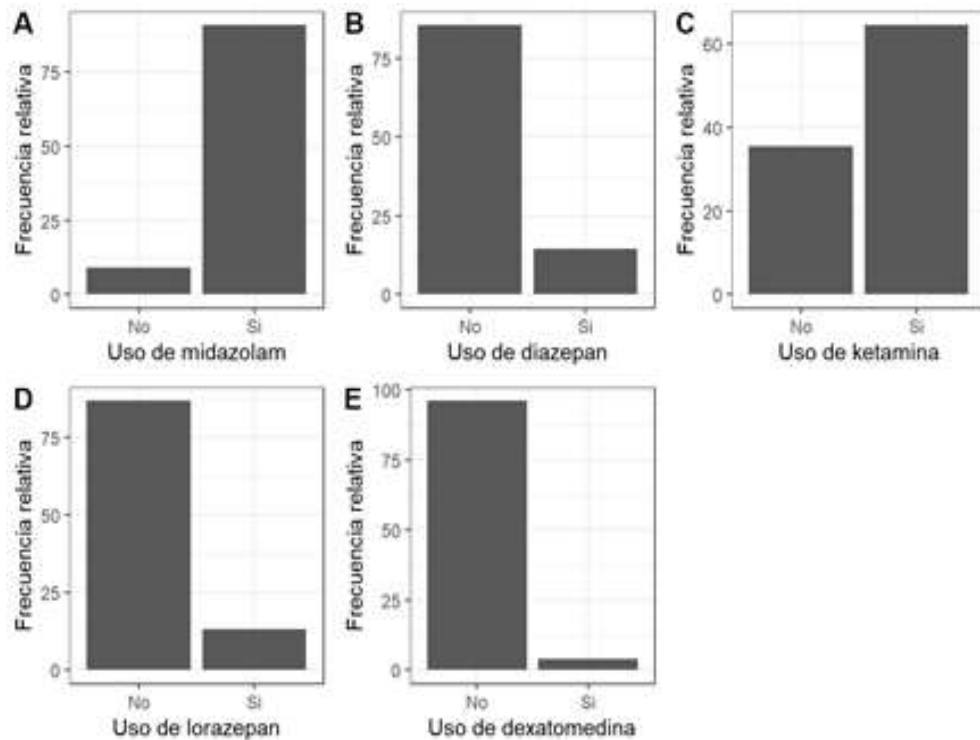 A
Frecuencia relativa
75
50
25
0
No Si
Uso de midazolam
B
Frecuencia relativa
75
50
25
0
No Si
Uso de diazepan
C
Frecuencia relativa
60
40
20
0
No Si
Uso de ketamina
D
Frecuencia relativa
75
50
25
0
No Si
Uso de lorazepan
E
Frecuencia relativa
100
75
50
25
0
No Si
Uso de dexatomedina